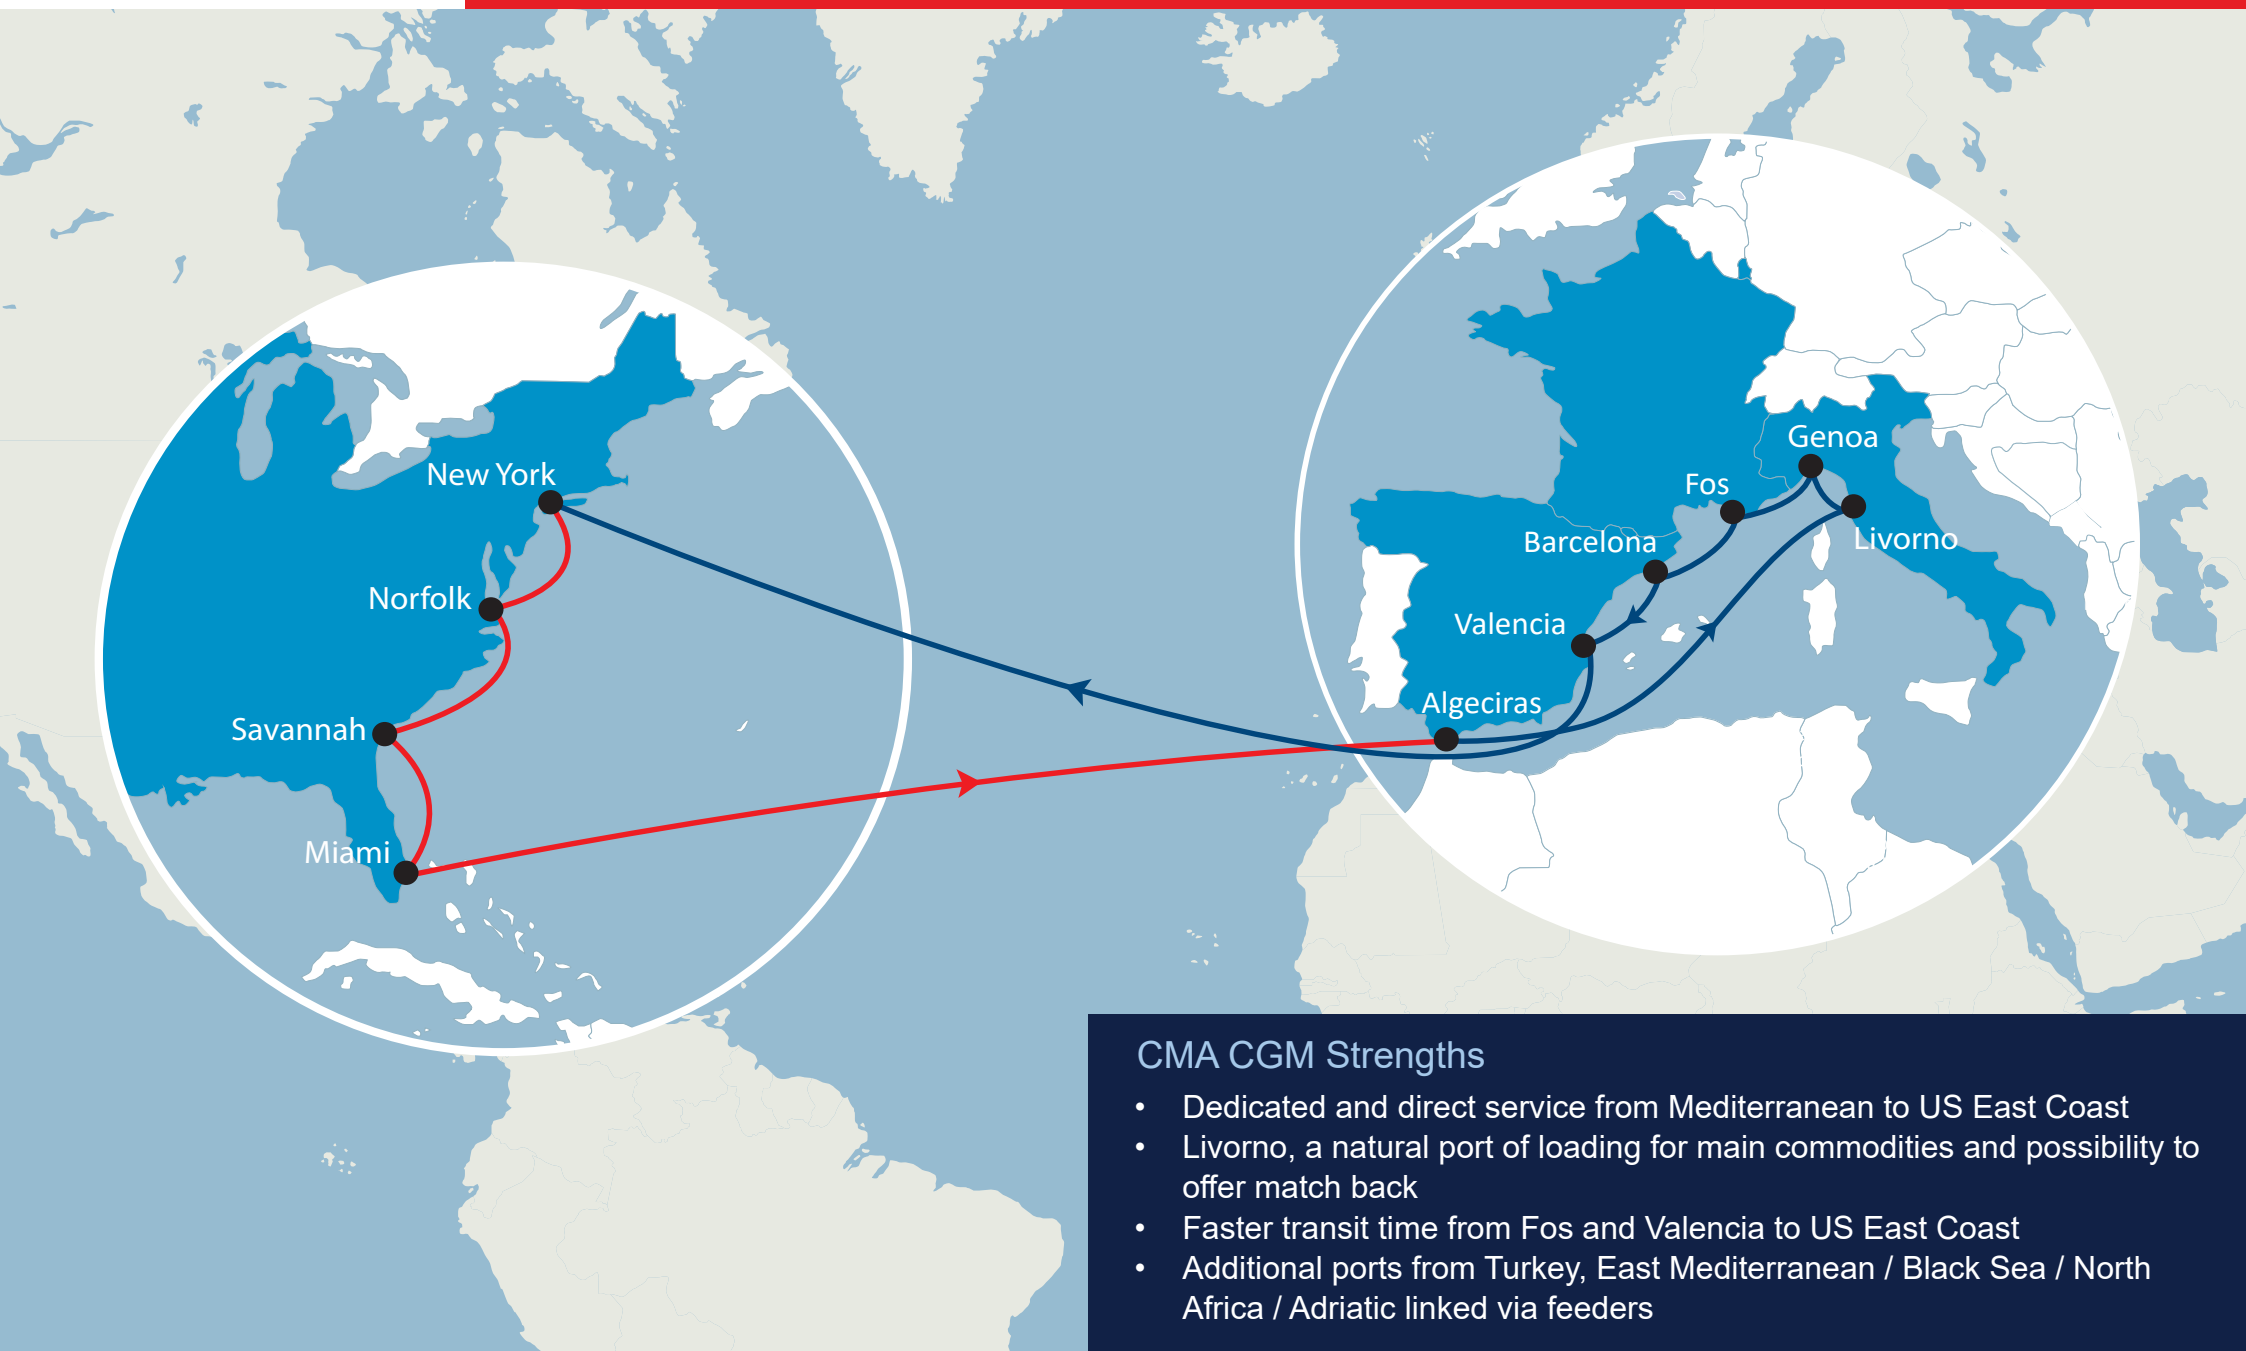 New York
Norfolk
Savannah
Miami
Genoa
Fos
Livorno
Barcelona
Valencia
Algeciras
CMA CGM Strengths
• Dedicated and direct service from Mediterranean to US East Coast
• Livorno, a natural port of loading for main commodities and possibility to
offer match back
• Faster transit time from Fos and Valencia to US East Coast
• Additional ports from Turkey, East Mediterranean / Black Sea / North
Africa / Adriatic linked via feeders